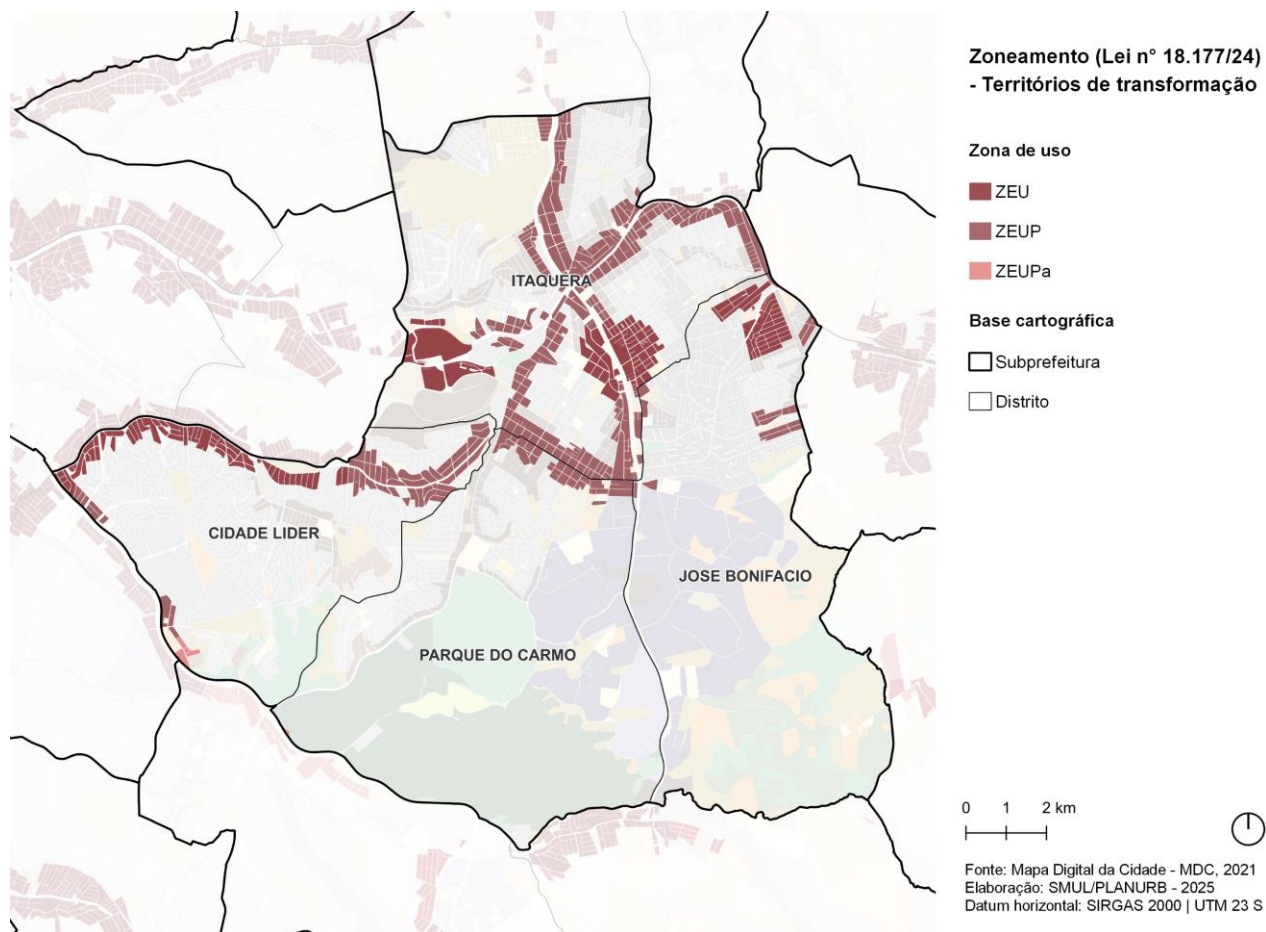 Zoneamento (Lei n° 18.177/24)
- Territórios de transformação
Zona de uso
ZEU
ZEUP
ZEUPa
Base cartográfica
Subprefeitura
Distrito
ITAQUERA
CIDADE LIDER
JOSE BONIFACIO
PARQUE DO CARMO
0 1 2 km
Fonte: Mapa Digital da Cidade - MDC, 2021
Elaboração: SMUL/PLANURB - 2025
Datum horizontal: SIRGAS 2000 | UTM 23 S